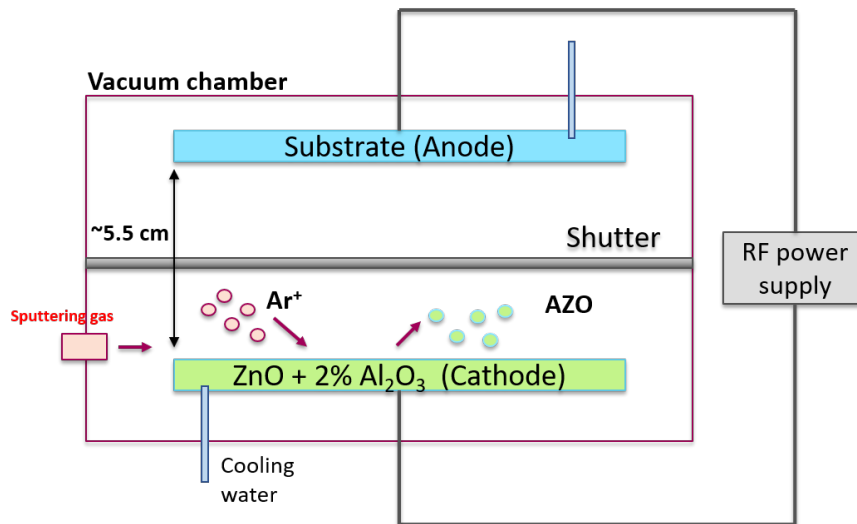 Vacuum chamber
Substrate (Anode)
~5.5 cm
Shutter
RF power
supply
Sputtering gas
Ar⁺
AZO
ZnO + 2% Al₂O₃ (Cathode)
Cooling
water